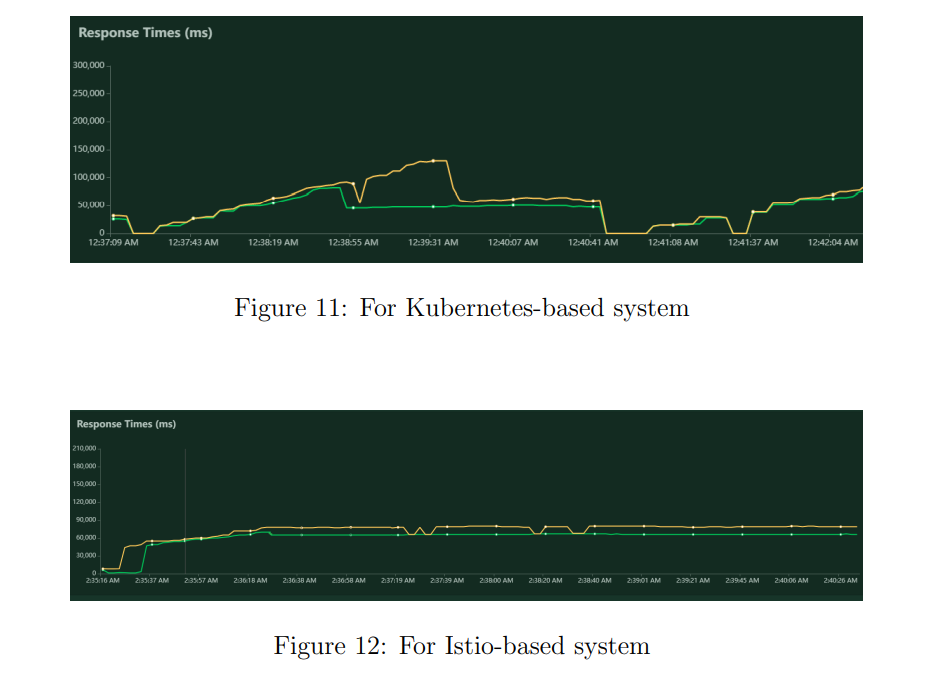 Response Times (ms)
300,000
250,000
200,000
150,000
100,000
50,000
0
12:37:09 AM 12:37:43 AM 12:38:19 AM 12:38:55 AM 12:39:31 AM 12:40:07 AM 12:40:41 AM 12:41:08 AM 12:41:37 AM 12:42:04 AM
Figure 11: For Kubernetes-based system
Response Times (ms)
210,000
180,000
150,000
120,000
90,000
60,000
30,000
0
2:35:16 AM 2:35:37 AM 2:35:57 AM 2:36:18 AM 2:36:38 AM 2:36:58 AM 2:37:19 AM 2:37:39 AM 2:38:00 AM 2:38:20 AM 2:38:40 AM 2:39:01 AM 2:39:21 AM 2:39:45 AM 2:40:06 AM 2:40:26 AM
Figure 12: For Istio-based system